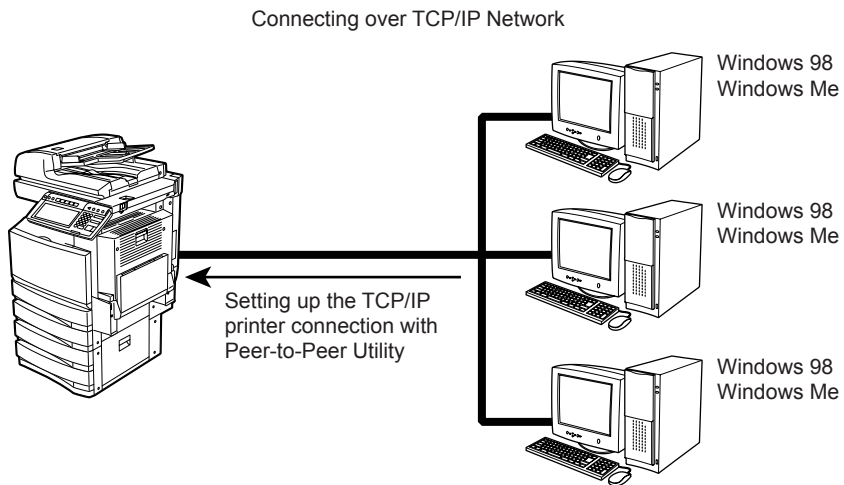 Connecting over TCP/IP Network
Windows 98
Windows Me
Windows 98
Windows Me
Setting up the TCP/IP
printer connection with
Peer-to-Peer Utility
Windows 98
Windows Me